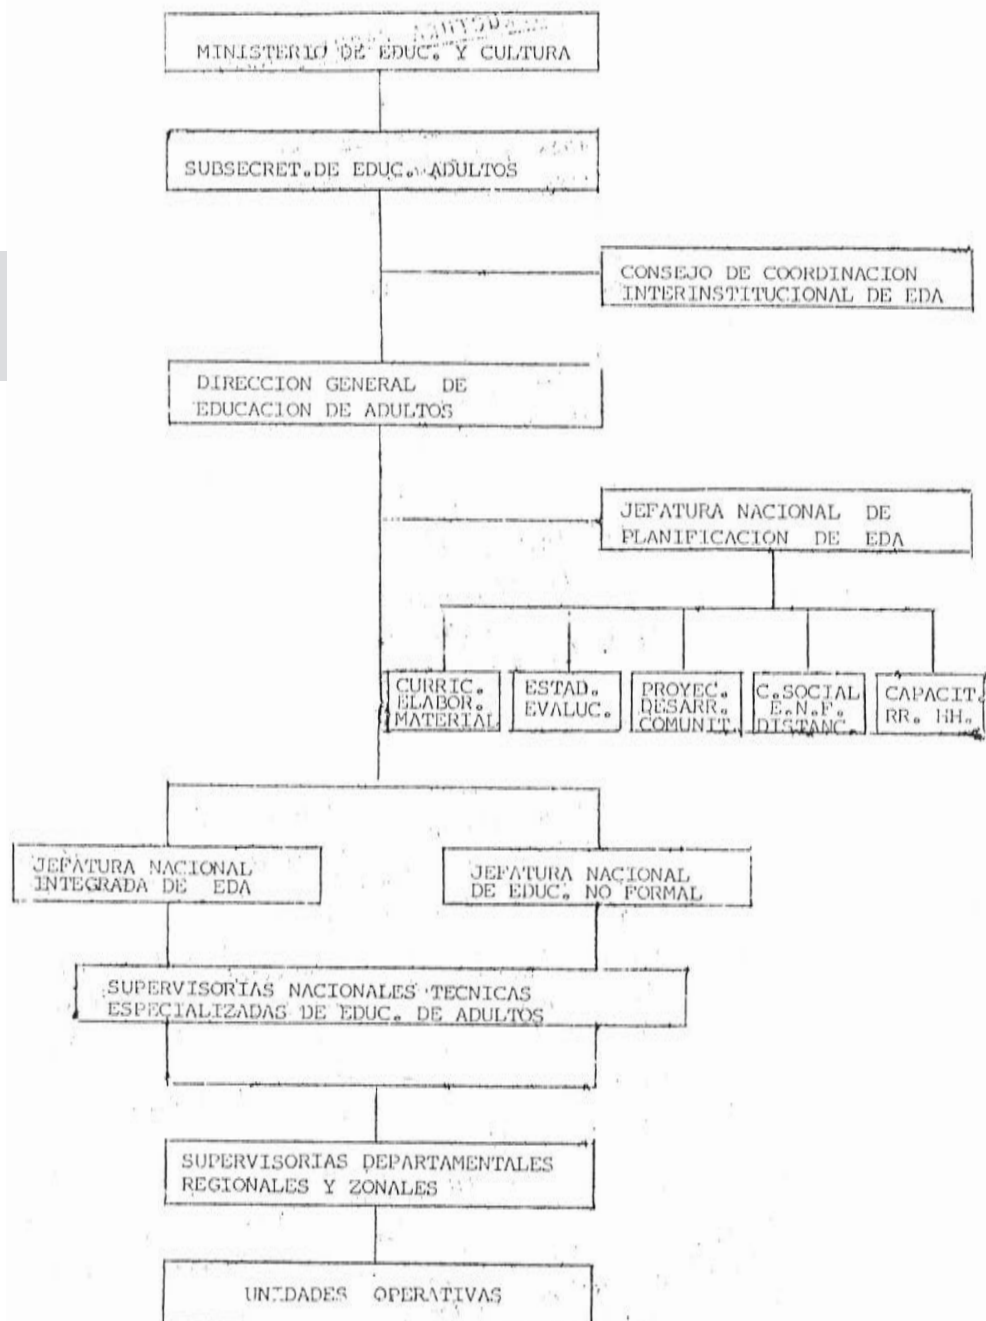 MINISTERIO DE EDUC. Y CULTURA
SUBSECRET. DE EDUC. ADULTOS
CONSEJO DE COORDINACION
INTERINSTITUCIONAL DE EDA
DIRECCION GENERAL DE
EDUCACION DE ADULTOS
JEFATURA NACIONAL DE
PLANIFICACION DE EDA
CURRIC.
ELABOR.
MATERIAL
ESTAD.
EVALUC.
PROYEC.
DESARR.
COMUNIT.
C.SOCIAL
E.N.F.
DISTANC.
CAPACIT.
RR. HH.
JEFATURA NACIONAL
INTEGRADA DE EDA
JEFATURA NACIONAL
DE EDUC. NO FORMAL
SUPERVISORIAS NACIONALES TECNICAS
ESPECIALIZADAS DE EDUC. DE ADULTOS
SUPERVISORIAS DEPARTAMENTALES
REGIONALES Y ZONALES
UNIDADES OPERATIVAS